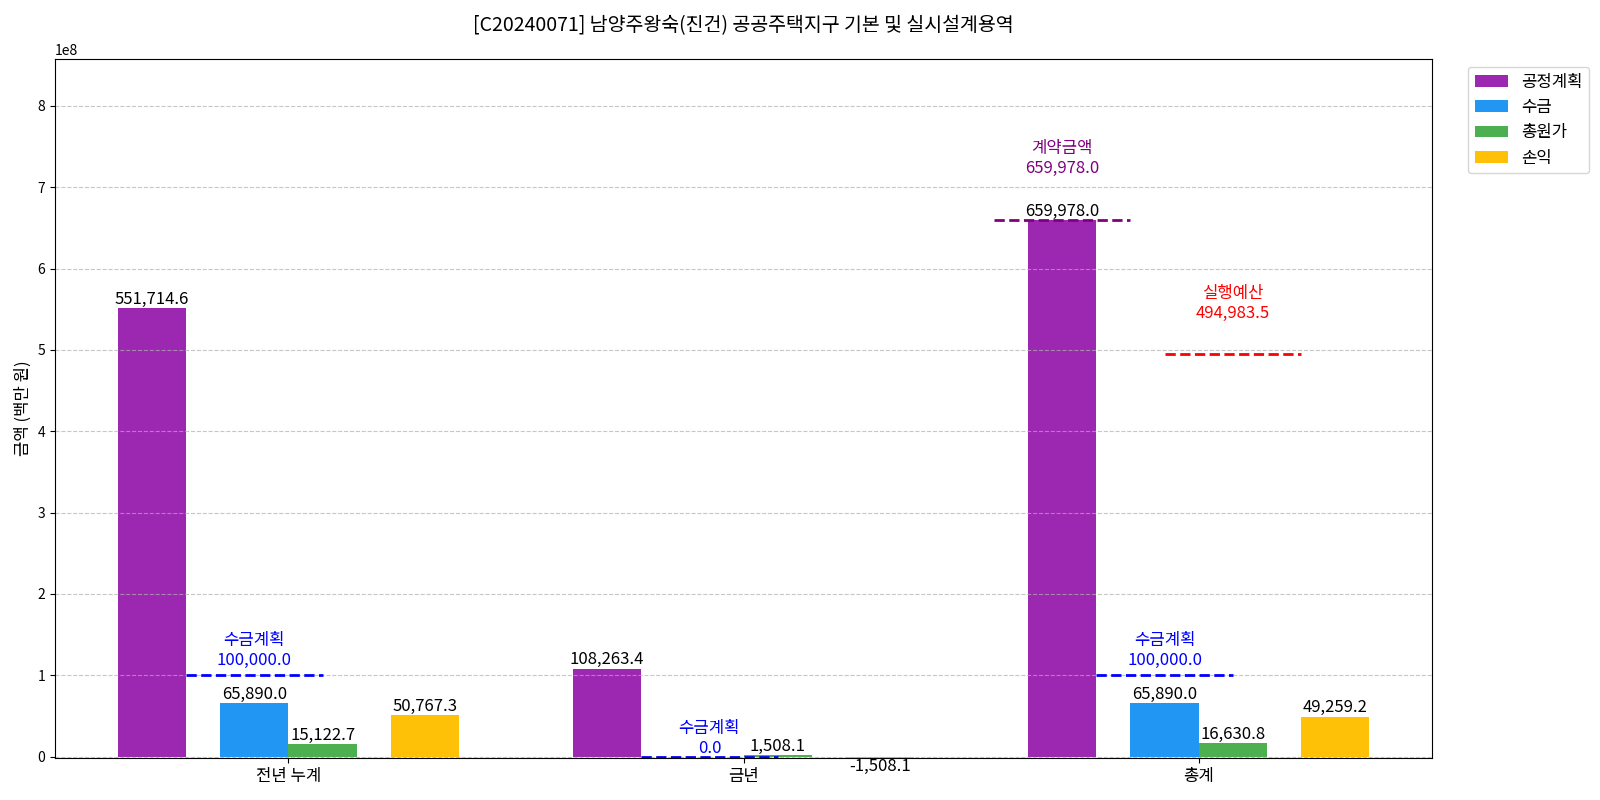 [C20240071] 남양주왕숙(진건) 공공주택지구 기본 및 실시설계용역
1e8
8
7
6
5
4
3
2
1
0
금액 (백만 원)
공정계획
수금
총원가
손익
계약금액
659,978.0
659,978.0
실행예산
494,983.5
551,714.6
수금계획
100,000.0
65,890.0
15,122.7
50,767.3
108,263.4
수금계획
0.0
1,508.1
-1,508.1
수금계획
100,000.0
65,890.0
16,630.8
49,259.2
전년 누계
금년
총계